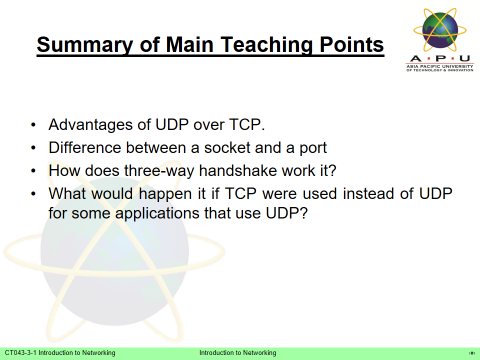 Summary of Main Teaching Points
A • P • U
ASIA PACIFIC UNIVERSITY
OF TECHNOLOGY & INNOVATION
• Advantages of UDP over TCP.
• Difference between a socket and a port
• How does three-way handshake work it?
• What would happen it if TCP were used instead of UDP
for some applications that use UDP?
CT043-3-1 Introduction to Networking
Introduction to Networking
‹#›